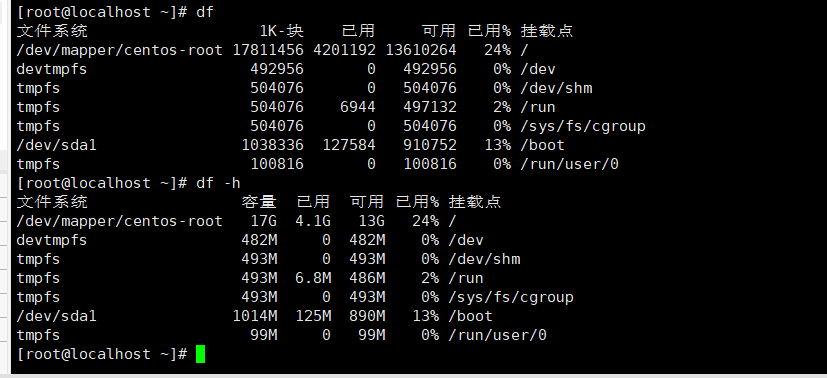 [root@localhost ~]# df
文件系统 1K-块 已用 可用 已用% 挂载点
/dev/mapper/centos-root 17811456 4201192 13610264 24% /
devtmpfs 492956 0 492956 0% /dev
tmpfs 504076 0 504076 0% /dev/shm
tmpfs 504076 6944 497132 2% /run
tmpfs 504076 0 504076 0% /sys/fs/cgroup
/dev/sda1 1038336 127584 910752 13% /boot
tmpfs 100816 0 100816 0% /run/user/0
[root@localhost ~]# df -h
文件系统 容量 已用 可用 已用% 挂载点
/dev/mapper/centos-root 17G 4.1G 13G 24% /
devtmpfs 482M 0 482M 0% /dev
tmpfs 493M 0 493M 0% /dev/shm
tmpfs 493M 6.8M 486M 2% /run
tmpfs 493M 0 493M 0% /sys/fs/cgroup
/dev/sda1 1014M 125M 890M 13% /boot
tmpfs 99M 0 99M 0% /run/user/0
[root@localhost ~]#